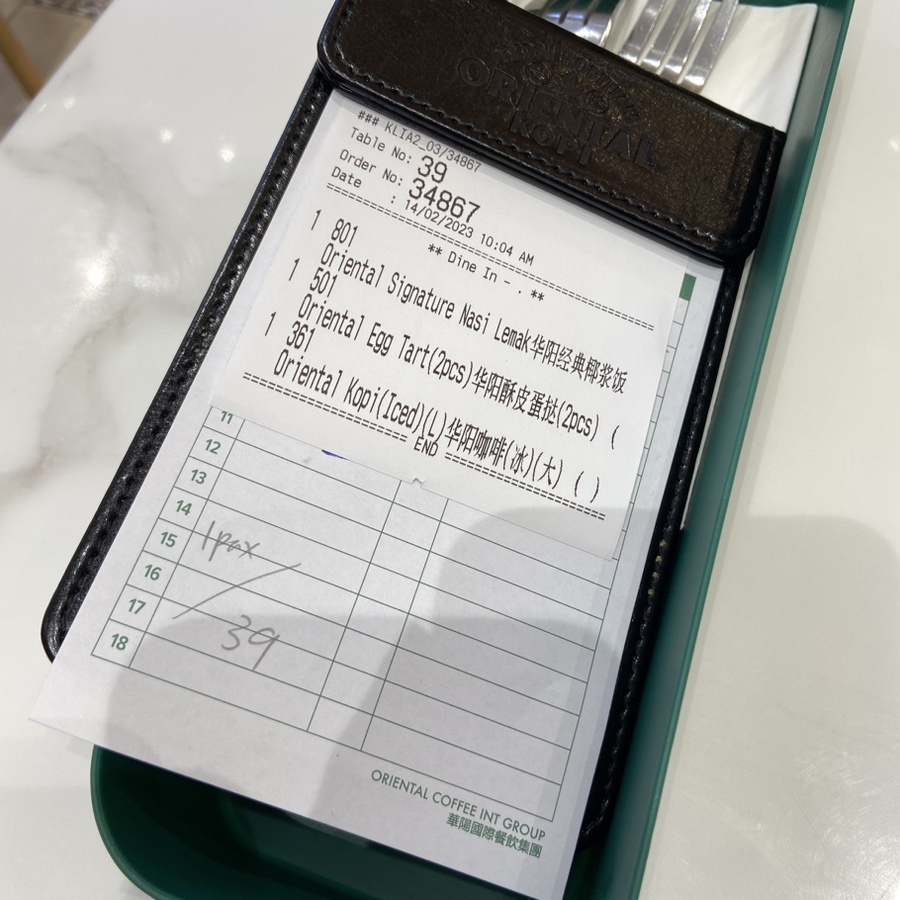 ORIENTAL
KOPI
### KLIA2_03/34867
Table No: 39
Order No: 34867
Date : 14/02/2023 10:04 AM
** Dine In - . **
1 801
Oriental Signature Nasi Lemak华阳经典椰浆饭
1 501
Oriental Egg Tart(2pcs)华阳酥皮蛋挞(2pcs) (
1 361
Oriental Kopi(Iced)(L)华阳咖啡(冰)(大) ( )
END
11
12
13
14
15 1pax
16
17
18 39
ORIENTAL COFFEE INT GROUP
華陽國際餐飲集團